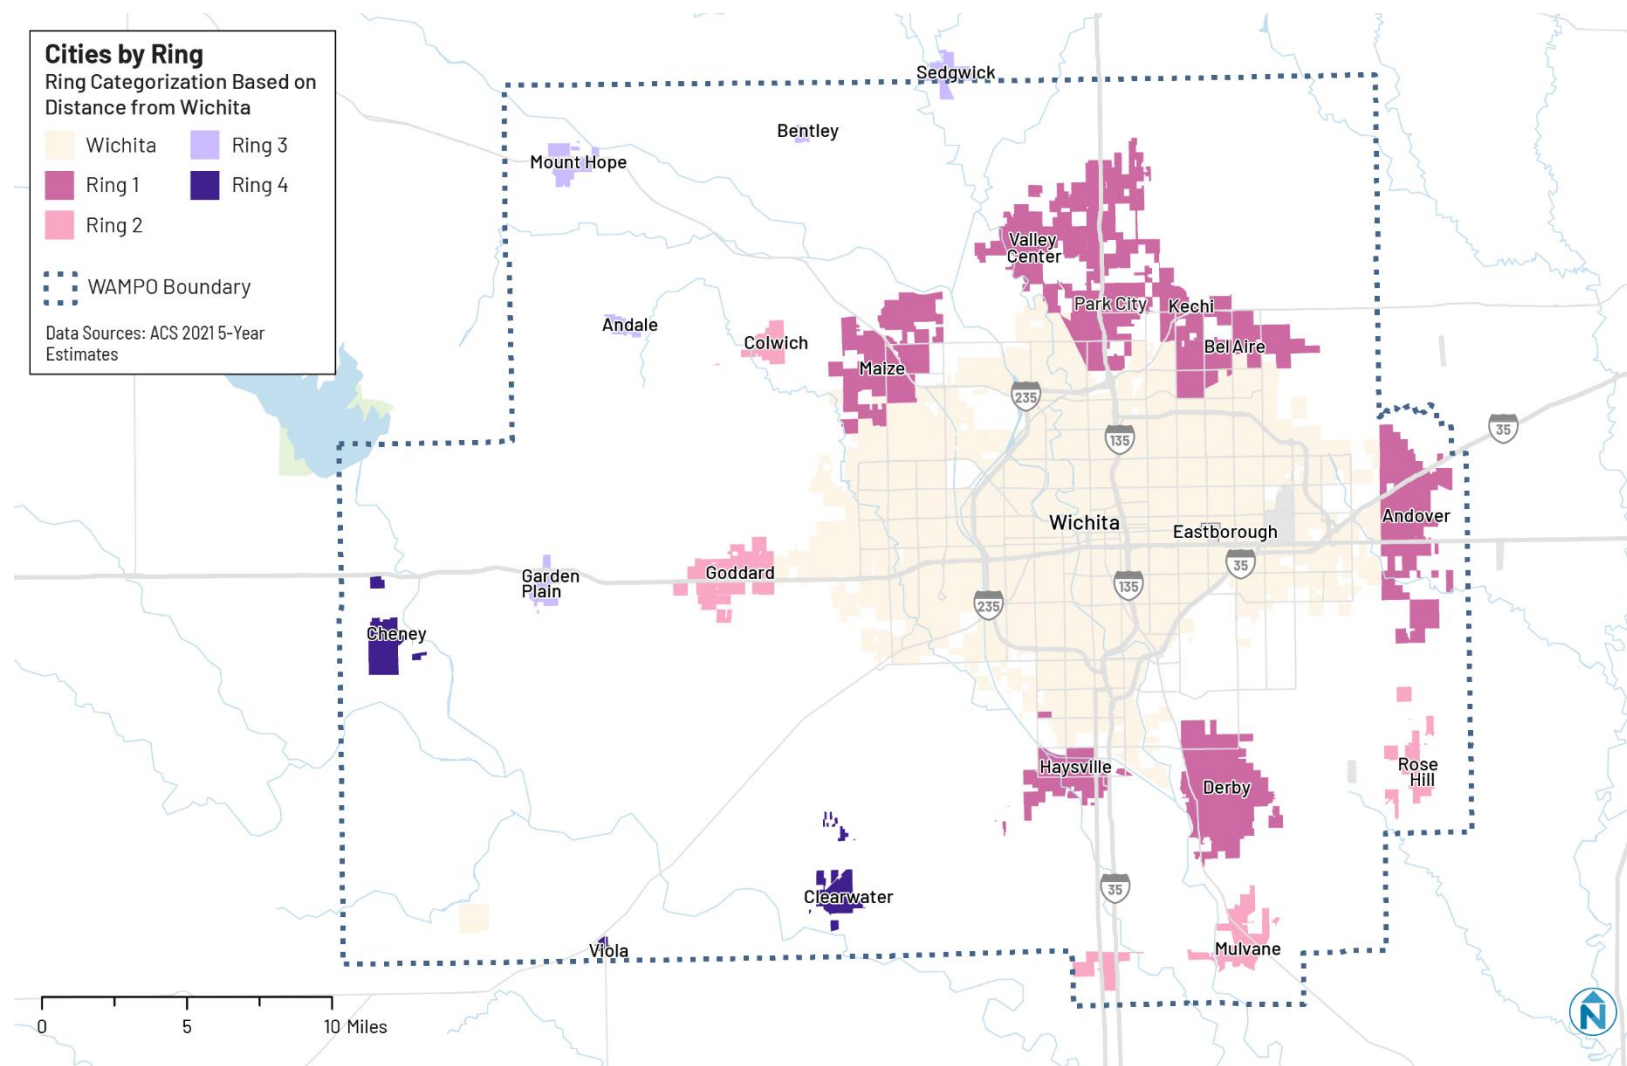 Cities by Ring
Ring Categorization Based on
Distance from Wichita
Wichita
Ring 3
Ring 1
Ring 4
Ring 2
WAMPO Boundary
Data Sources: ACS 2021 5-Year
Estimates
Sedgwick
Bentley
Mount Hope
Valley
Center
Park City
Kechi
Andale
Colwich
Bel Aire
Maize
235
135
35
Andover
Wichita
Eastborough
35
Garden
Plain
Goddard
135
235
Cheney
Haysville
Rose
Hill
Derby
35
Clearwater
Viola
Mulvane
0
5
10 Miles
N